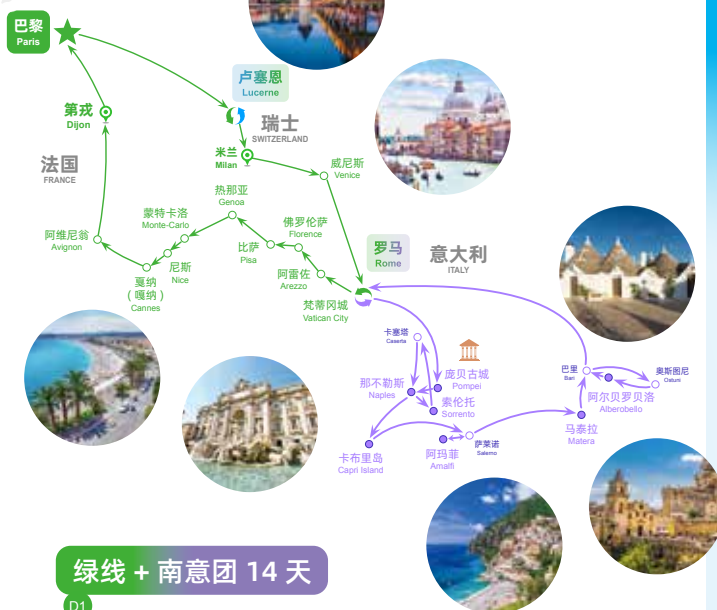 巴黎
Paris
卢塞恩
Lucerne
第戎
Dijon
瑞士
SWITZERLAND
米兰
Milan
威尼斯
Venice
法国
FRANCE
热那亚
Genoa
蒙特卡洛
Monte-Carlo
佛罗伦萨
Florence
阿维尼翁
Avignon
比萨
Pisa
罗马
Rome
意大利
ITALY
尼斯
Nice
阿雷佐
Arezzo
戛纳
(嘎纳)
Cannes
梵蒂冈城
Vatican City
卡塞塔
Caserta
庞贝古城
Pompei
那不勒斯
Naples
索伦托
Sorrento
巴里
Bari
奥斯图尼
Ostuni
阿尔贝罗贝洛
Alberobello
马泰拉
Matera
卡布里岛
Capri Island
阿玛菲
Amalfi
萨莱诺
Salerno
绿线 + 南意团 14 天
D1